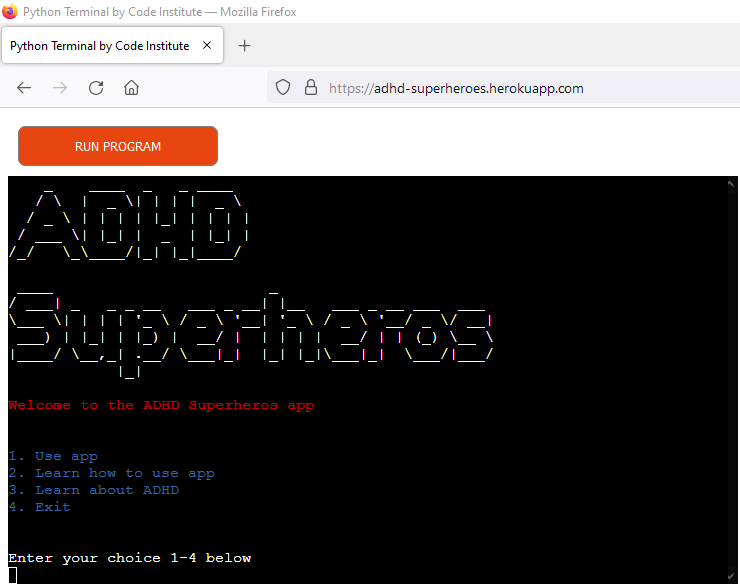 Python Terminal by Code Institute — Mozilla Firefox
Python Terminal by Code Institute
https://adhd-superheroes.herokuapp.com
RUN PROGRAM
ADHD
Superheros
Welcome to the ADHD Superheros app
1. Use app
2. Learn how to use app
3. Learn about ADHD
4. Exit
Enter your choice 1-4 below